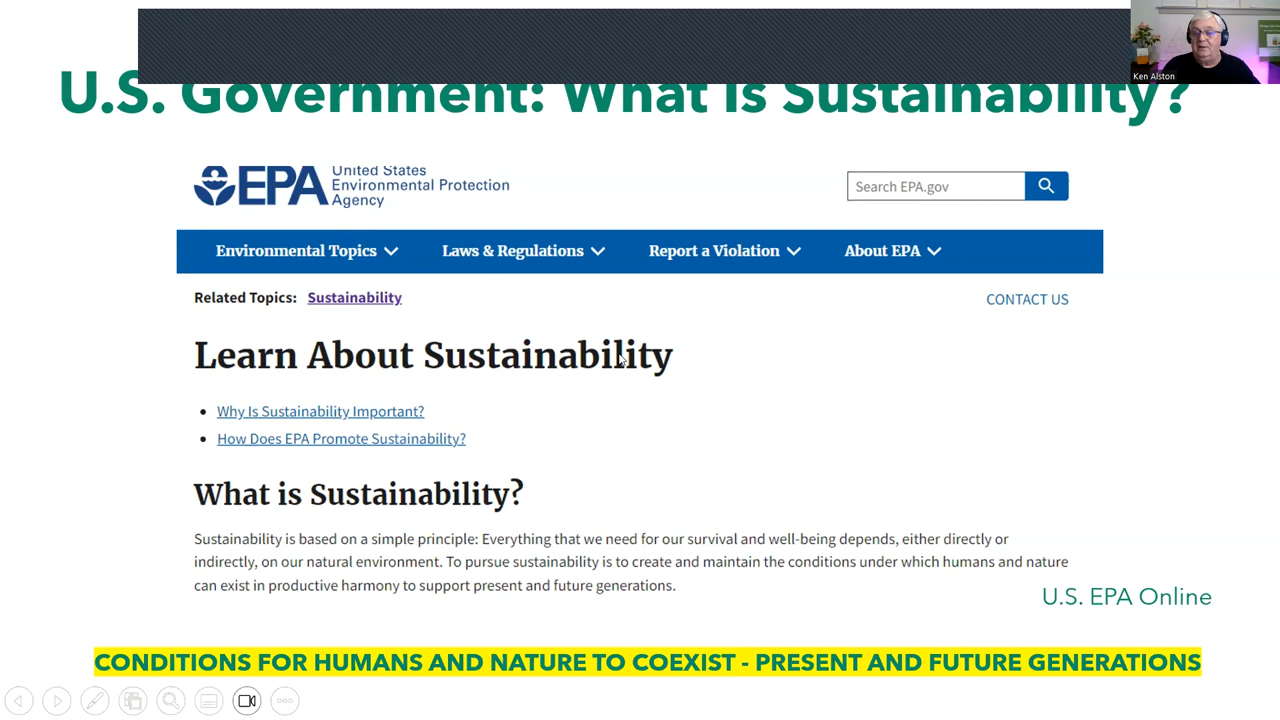 Ken Alston
U.S. Government: What is Sustainability?
EPA
United States
Environmental Protection
Agency
Search EPA.gov
Environmental Topics
Laws & Regulations
Report a Violation
About EPA
Related Topics: Sustainability
CONTACT US
Learn About Sustainability
• Why Is Sustainability Important?
• How Does EPA Promote Sustainability?
What is Sustainability?
Sustainability is based on a simple principle: Everything that we need for our survival and well-being depends, either directly or
indirectly, on our natural environment. To pursue sustainability is to create and maintain the conditions under which humans and nature
can exist in productive harmony to support present and future generations.
U.S. EPA Online
CONDITIONS FOR HUMANS AND NATURE TO COEXIST - PRESENT AND FUTURE GENERATIONS